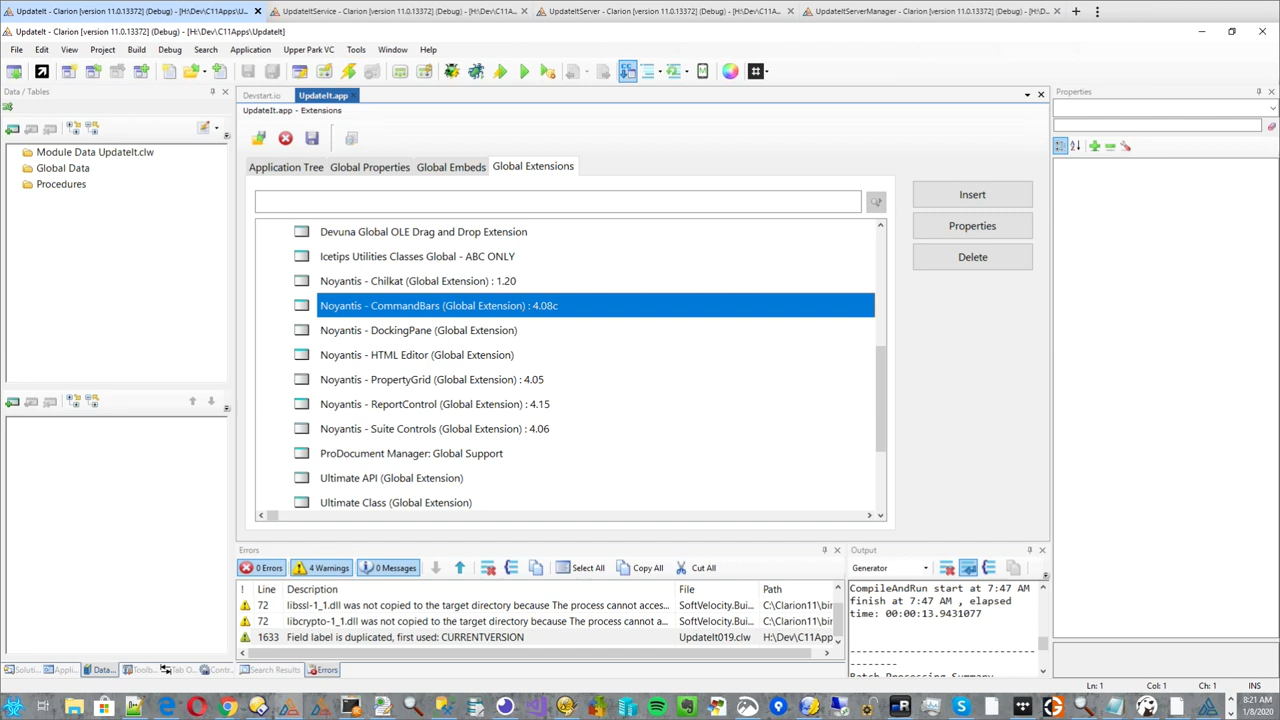 UpdateIt - Clarion [version 11.0.13372] (Debug) - [H:\Dev\C11Apps\U...
UpdateItService - Clarion [version 11.0.13372] (Debug) - [H:\Dev\C11A...
UpdateItServer - Clarion [version 11.0.13372] (Debug) - [H:\Dev\C11Ap...
UpdateItServerManager - Clarion [version 11.0.13372] (Debug) - [H:\De...
UpdateIt - Clarion [version 11.0.13372] (Debug) - [H:\Dev\C11Apps\UpdateIt]
File Edit View Project Build Debug Search Application Upper Park VC Tools Window Help
Data / Tables
Module Data UpdateIt.clw
Global Data
Procedures
Devstart.io UpdateIt.app
UpdateIt.app - Extensions
Application Tree Global Properties Global Embeds Global Extensions
Devuna Global OLE Drag and Drop Extension
Icetips Utilities Classes Global - ABC ONLY
Noyantis - Chilkat (Global Extension) : 1.20
Noyantis - CommandBars (Global Extension) : 4.08c
Noyantis - DockingPane (Global Extension)
Noyantis - HTML Editor (Global Extension)
Noyantis - PropertyGrid (Global Extension) : 4.05
Noyantis - ReportControl (Global Extension) : 4.15
Noyantis - Suite Controls (Global Extension) : 4.06
ProDocument Manager: Global Support
Ultimate API (Global Extension)
Ultimate Class (Global Extension)
Insert
Properties
Delete
Properties
Errors
0 Errors 4 Warnings 0 Messages Select All Copy All Cut All
! Line Description File Path
72 libssl-1_1.dll was not copied to the target directory because The process cannot acces... SoftVelocity.Bui... C:\Clarion11\bin
72 libcrypto-1_1.dll was not copied to the target directory because The process cannot a... SoftVelocity.Bui... C:\Clarion11\bin
1633 Field label is duplicated, first used: CURRENTVERSION UpdateIt019.clw H:\Dev\C11App
Output
Generator
CompileAndRun start at 7:47 AM
finish at 7:47 AM , elapsed
time: 00:00:13.9431077
---------------------------
--------
Batch Processing Summary
Soluti... Appli... Data... Toolb... Tab O... Contr...
Search Results Errors
Ln: 1 Col: 1 Ch: 1 INS
8:21 AM
1/8/2020